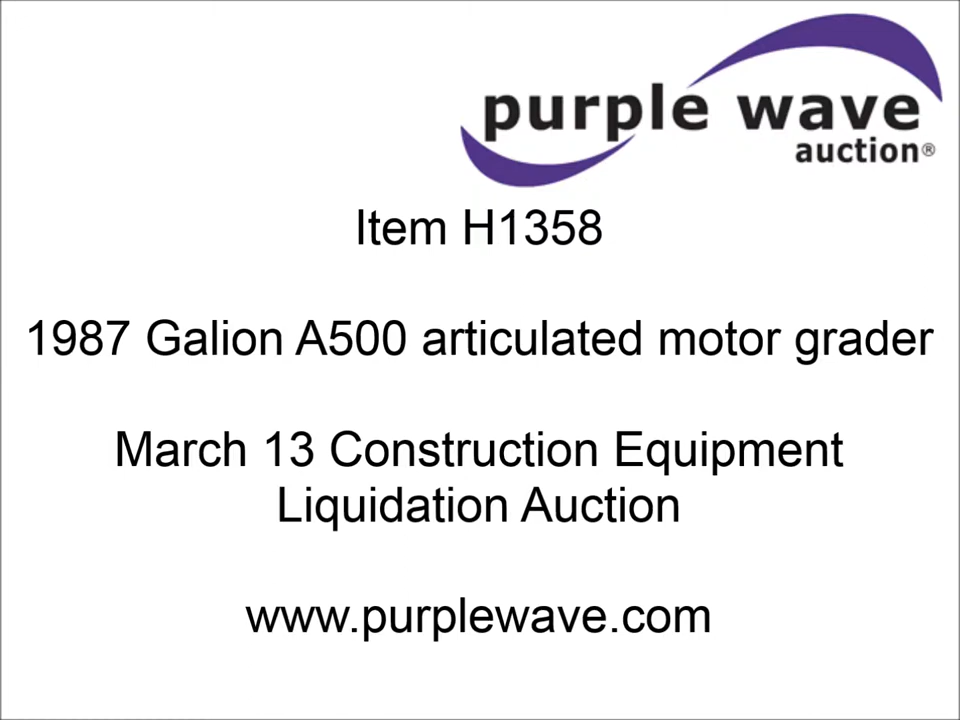 purple wave
auction®
Item H1358
1987 Galion A500 articulated motor grader
March 13 Construction Equipment
Liquidation Auction
www.purplewave.com